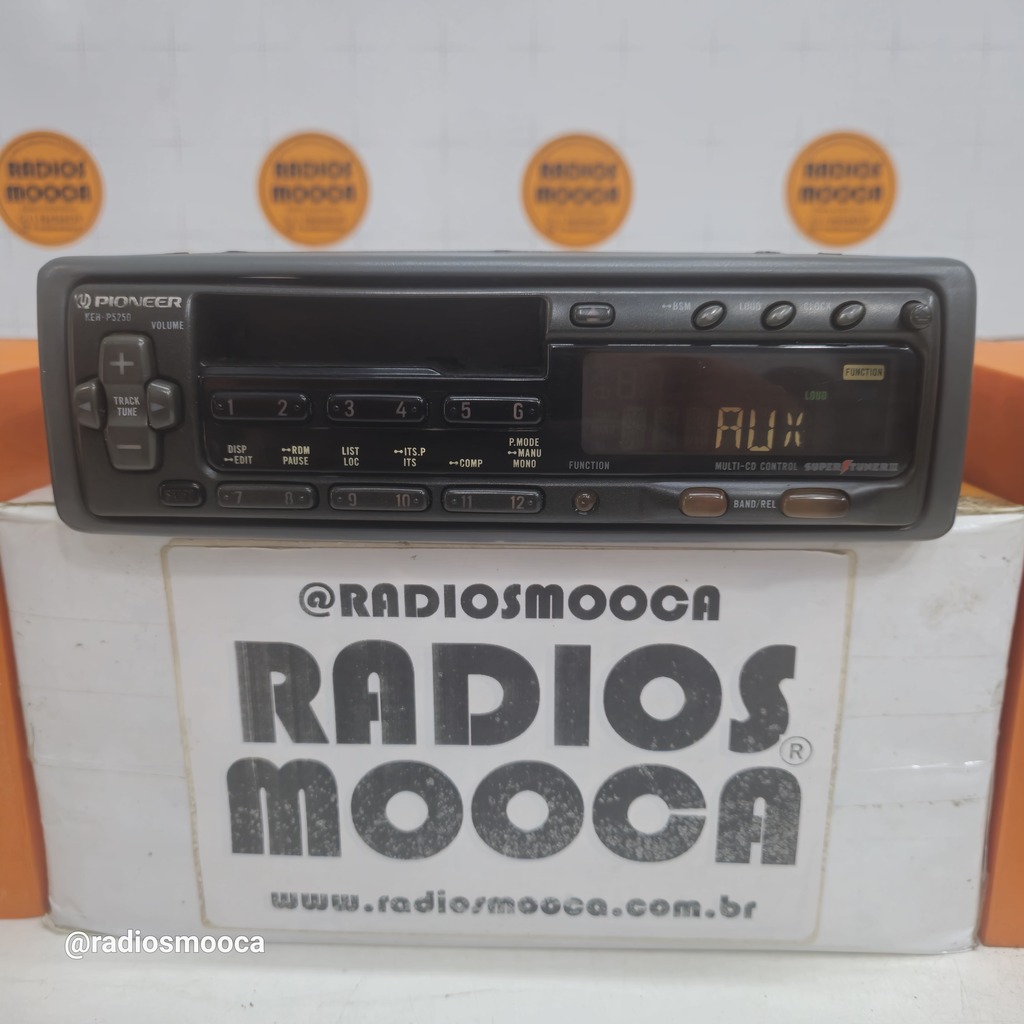 RADIOS
MOOCA
RADIOS
MOOCA
RADIOS
MOOCA
RADIOS
MOOCA
PIONEER
KEH-P5250
VOLUME
+
TRACK
TUNE
−
BSM LOUD CLOCK
FUNCTION
LOUD
AUX
1 2 3 4 5 6
DISP
EDIT
RDM
PAUSE
LIST
LOC
ITS.P
ITS
COMP
P.MODE
MANU
MONO
FUNCTION
MULTI-CD CONTROL SUPER TUNER III
7 8 9 10 11 12
BAND/REL
@RADIOSMOOCA
RADIOS
MOOCA
®
www.radiosmooca.com.br
@radiosmooca